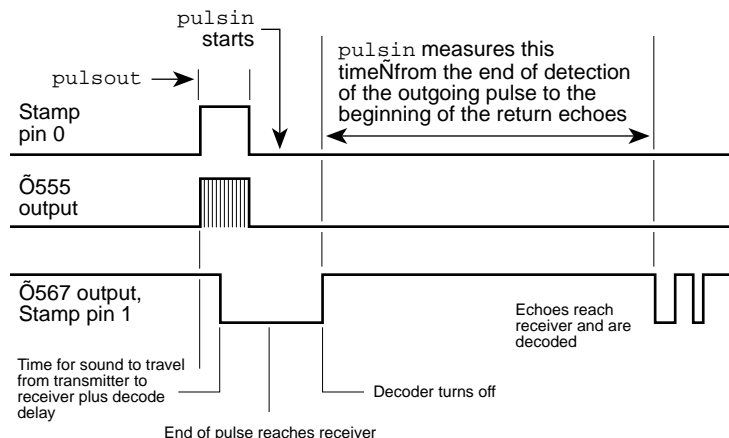 pulsin
starts
pulsin measures this
timeÑfrom the end of detection
of the outgoing pulse to the
beginning of the return echoes
pulsout
Stamp
pin 0
Õ555
output
Õ567 output,
Stamp pin 1
Echoes reach
receiver and are
decoded
Time for sound to travel
from transmitter to
receiver plus decode
delay
Decoder turns off
End of pulse reaches receiver